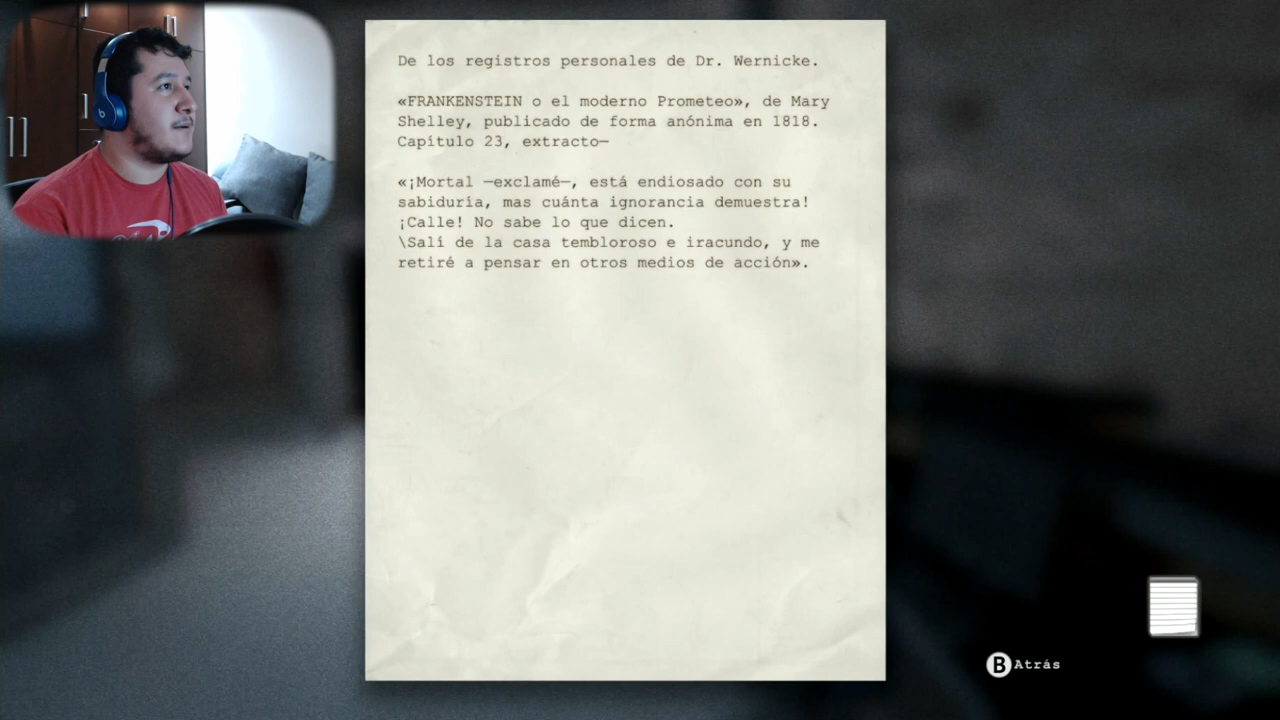 De los registros personales de Dr. Wernicke.
«FRANKENSTEIN o el moderno Prometeo», de Mary
Shelley, publicado de forma anónima en 1818.
Capítulo 23, extracto—
«¡Mortal —exclamé—, está endiosado con su
sabiduría, mas cuánta ignorancia demuestra!
¡Calle! No sabe lo que dicen.
\Salí de la casa tembloroso e iracundo, y me
retiré a pensar en otros medios de acción».
B Atrás